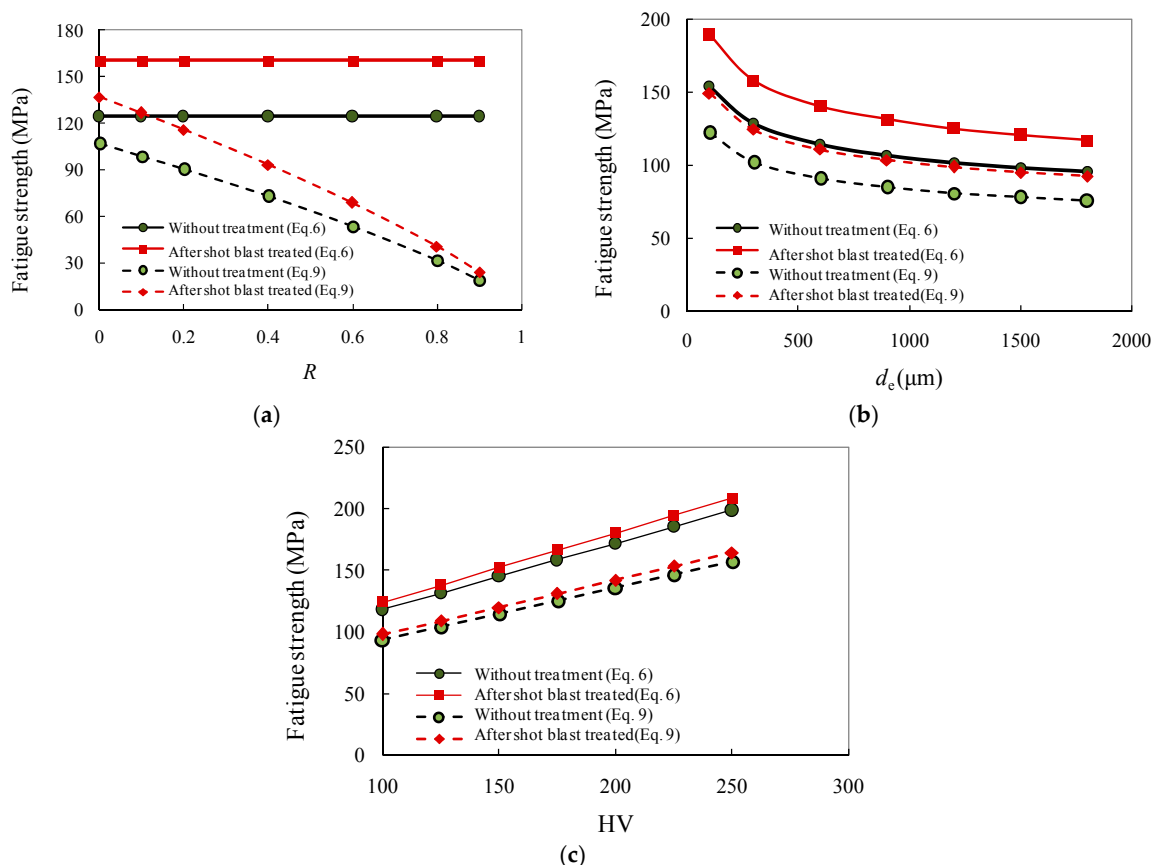 180
150
120
90
60
30
0
Fatigue strength (MPa)
Without treatment (Eq.6)
After shot blast treated (Eq.6)
Without treatment (Eq.9)
After shot blast treated (Eq.9)
0 0.2 0.4 0.6 0.8 1
R
(a)
200
150
100
50
0
Fatigue strength (MPa)
Without treatment (Eq. 6)
After shot blast treated (Eq.6)
Without treatment (Eq. 9)
After shot blast treated(Eq. 9)
0 500 1000 1500 2000
de (μm)
(b)
250
200
150
100
50
0
Fatigue strength (MPa)
Without treatment (Eq. 6)
After shot blast treated(Eq. 6)
Without treatment (Eq. 9)
After shot blast treated(Eq. 9)
100 150 200 250 300
HV
(c)